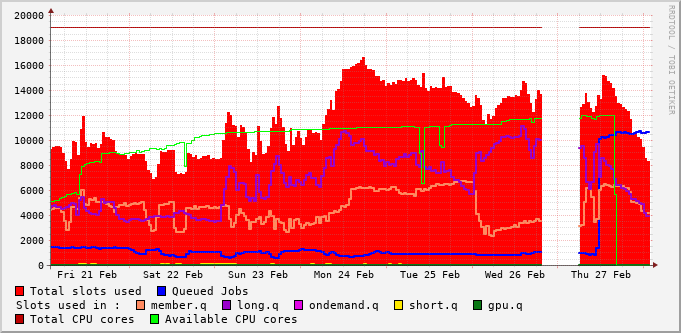 20000
18000
16000
14000
12000
10000
8000
6000
4000
2000
0
Fri 21 Feb Sat 22 Feb Sun 23 Feb Mon 24 Feb Tue 25 Feb Wed 26 Feb Thu 27 Feb
Total slots used Queued Jobs
Slots used in : member.q long.q ondemand.q short.q gpu.q
Total CPU cores Available CPU cores
RRDTOOL / TOBI OETIKER